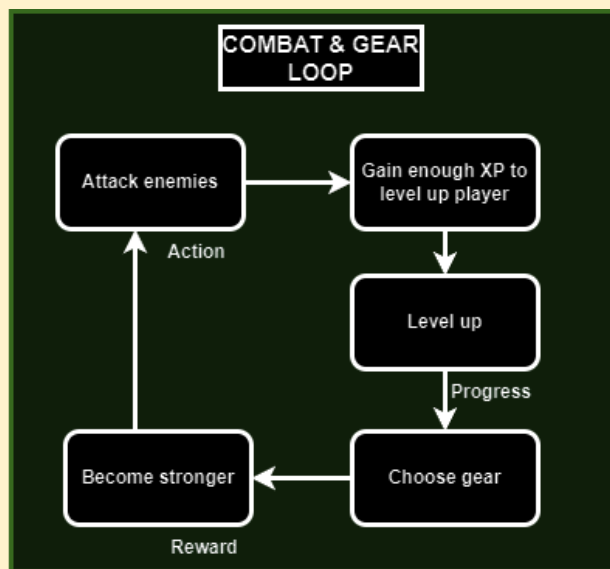 COMBAT & GEAR
LOOP
Attack enemies
Gain enough XP to
level up player
Action
Level up
Progress
Become stronger
Choose gear
Reward